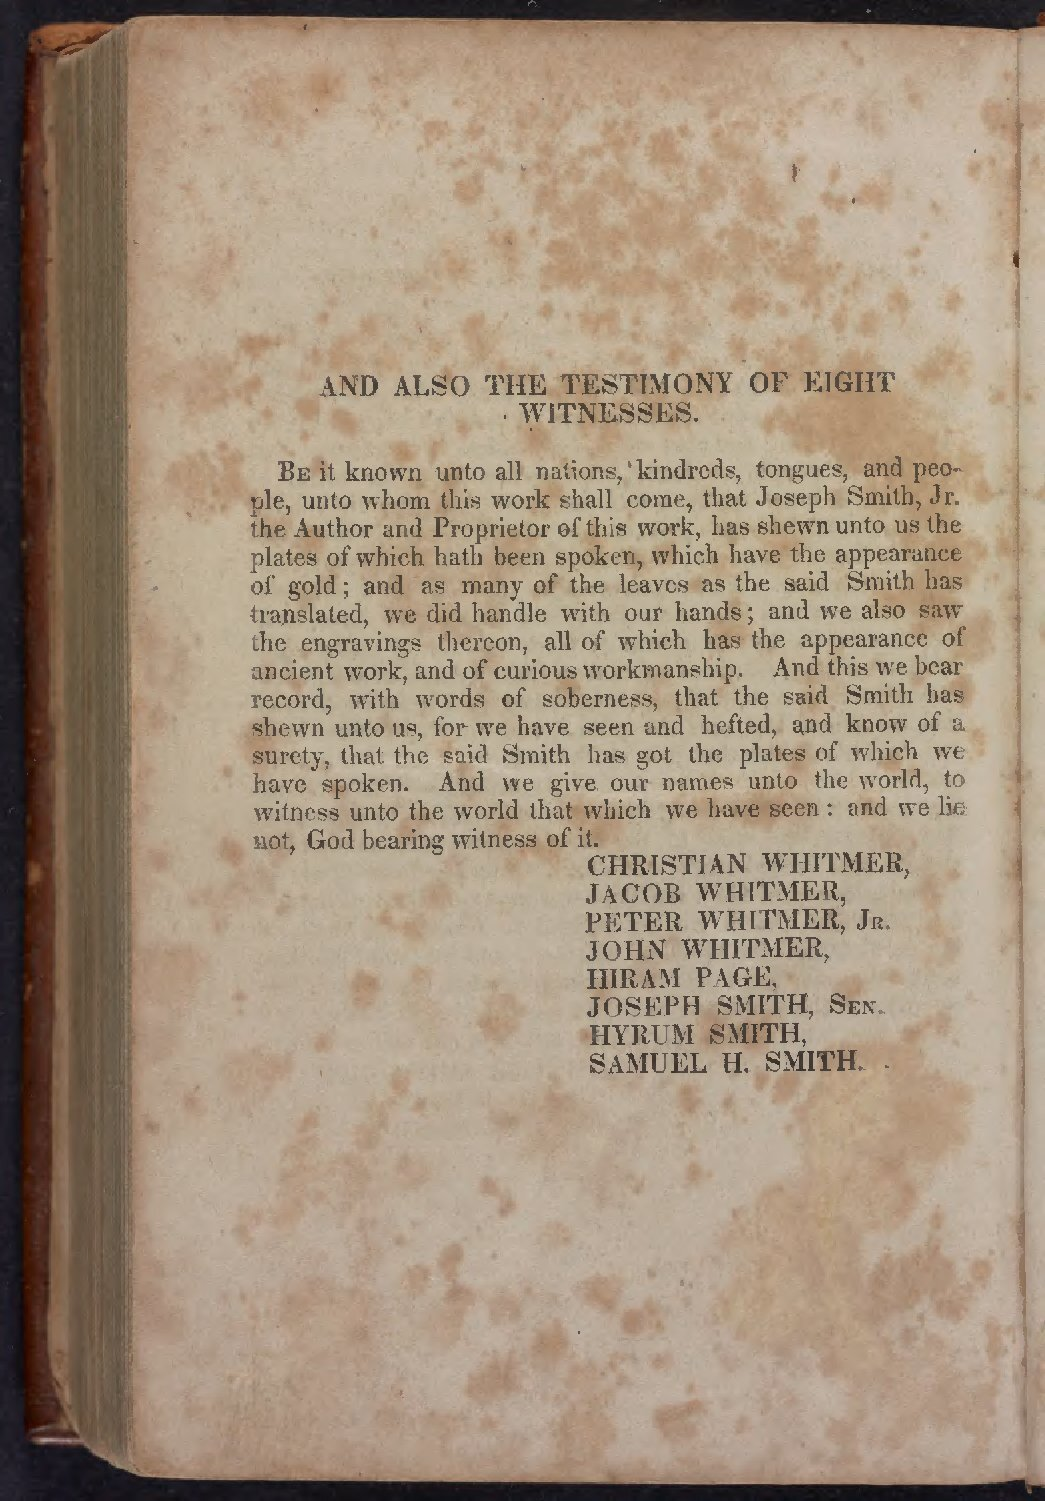 AND ALSO THE TESTIMONY OF EIGHT
WITNESSES.
BE it known unto all nations, kindreds, tongues, and peo-
ple, unto whom this work shall come, that Joseph Smith, Jr.
the Author and Proprietor of this work, has shewn unto us the
plates of which hath been spoken, which have the appearance
of gold; and as many of the leaves as the said Smith has
translated, we did handle with our hands; and we also saw
the engravings thereon, all of which has the appearance of
ancient work, and of curious workmanship. And this we bear
record, with words of soberness, that the said Smith has
shewn unto us, for we have seen and hefted, and know of a
surety, that the said Smith has got the plates of which we
have spoken. And we give our names unto the world, to
witness unto the world that which we have seen: and we lie
not, God bearing witness of it.
CHRISTIAN WHITMER,
JACOB WHITMER,
PETER WHITMER, JR.
JOHN WHITMER,
HIRAM PAGE,
JOSEPH SMITH, SEN.
HYRUM SMITH,
SAMUEL H. SMITH.